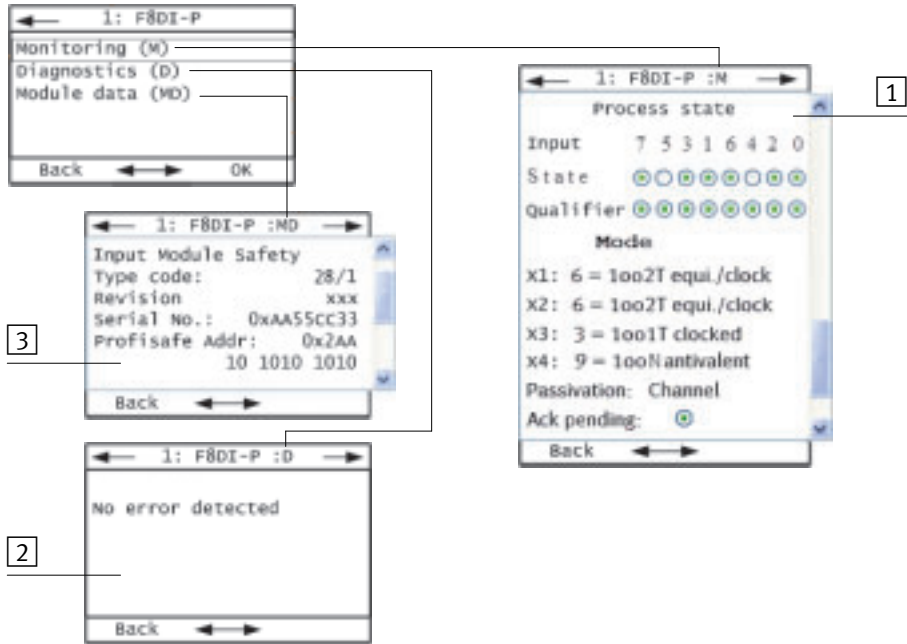 1: F8DI-P
Monitoring (M)
Diagnostics (D)
Module data (MD)
Back OK
1: F8DI-P :M
Process state
Input 7 5 3 1 6 4 2 0
State
Qualifier
Mode
X1: 6 = 1oo2T equi./clock
X2: 6 = 1oo2T equi./clock
X3: 3 = 1oo1T clocked
X4: 9 = 1ooN antivalent
Passivation: Channel
Ack pending:
Back
1
1: F8DI-P :MD
Input Module Safety
Type code: 28/1
Revision xxx
Serial No.: 0xAA55CC33
Profisafe Addr: 0x2AA
10 1010 1010
Back
3
1: F8DI-P :D
No error detected
Back
2